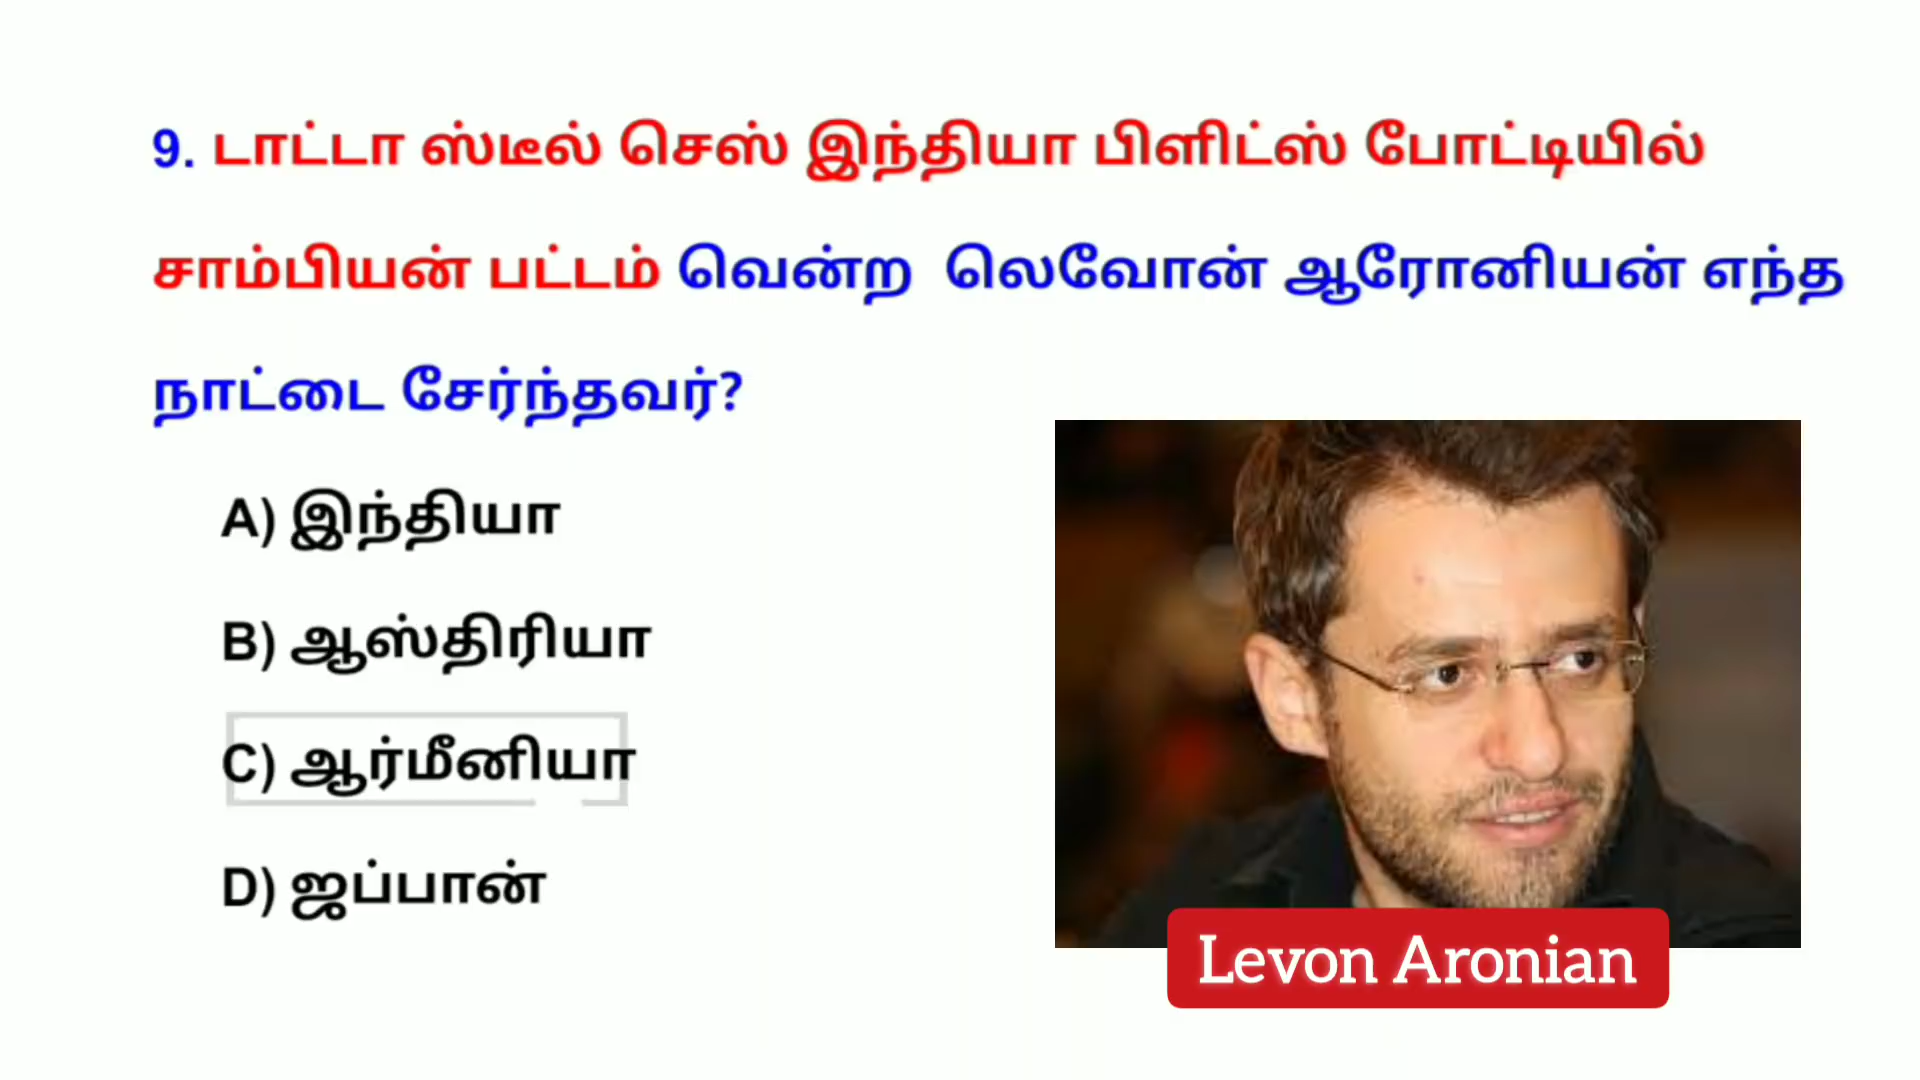 9. டாட்டா ஸ்டீல் செஸ் இந்தியா பிளிட்ஸ் போட்டியில்
சாம்பியன் பட்டம் வென்ற லெவோன் ஆரோனியன் எந்த
நாட்டை சேர்ந்தவர்?
A) இந்தியா
B) ஆஸ்திரியா
C) ஆர்மீனியா
D) ஜப்பான்
Levon Aronian